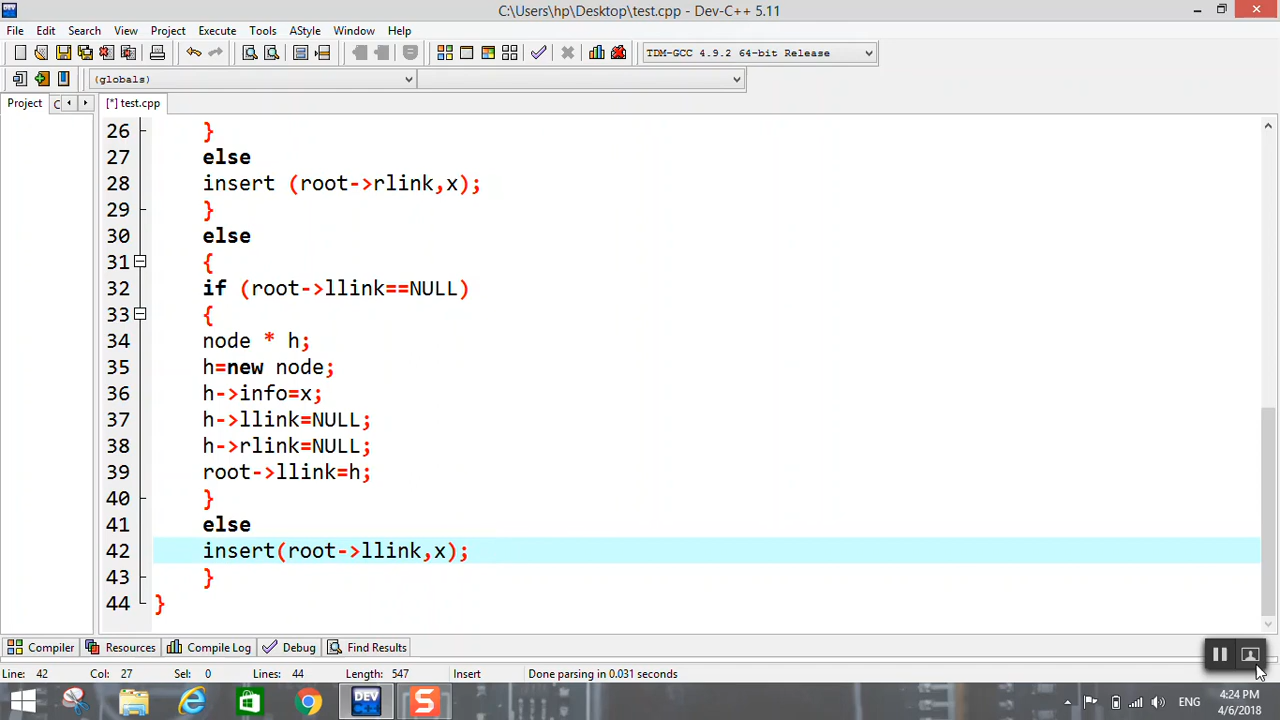 C:\Users\hp\Desktop\test.cpp - Dev-C++ 5.11
File Edit Search View Project Execute Tools AStyle Window Help
TDM-GCC 4.9.2 64-bit Release
(globals)
Project C [*] test.cpp
26 }
27 else
28 insert (root->rlink,x);
29 }
30 else
31 {
32 if (root->llink==NULL)
33 {
34 node * h;
35 h=new node;
36 h->info=x;
37 h->llink=NULL;
38 h->rlink=NULL;
39 root->llink=h;
40 }
41 else
42 insert(root->llink,x);
43 }
44 }
Compiler Resources Compile Log Debug Find Results
Line: 42 Col: 27 Sel: 0 Lines: 44 Length: 547 Insert Done parsing in 0.031 seconds
DEV S ENG 4:24 PM
4/6/2018